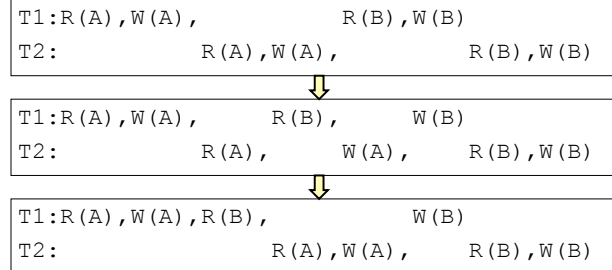 T1:R(A),W(A),        R(B),W(B)
T2:          R(A),W(A),        R(B),W(B)
T1:R(A),W(A),     R(B),     W(B)
T2:          R(A),     W(A),     R(B),W(B)
T1:R(A),W(A),R(B),          W(B)
T2:               R(A),W(A),     R(B),W(B)